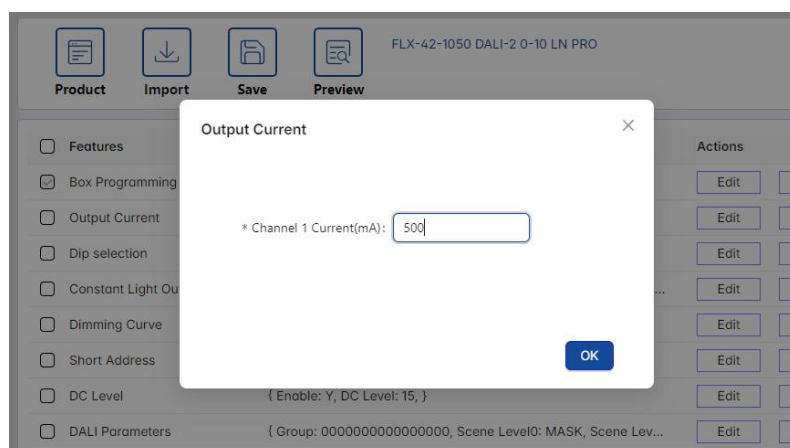 FLX-42-1050 DALI-2 0-10 LN PRO
Product Import Save Preview
Output Current
Features Actions
Box Programming Edit
Output Current Edit
* Channel 1 Current(mA): 500
Dip selection Edit
Constant Light Ou ... Edit
Dimming Curve Edit
OK
Short Address Edit
DC Level { Enable: Y, DC Level: 15, } Edit
DALI Parameters { Group: 0000000000000000, Scene Level0: MASK, Scene Lev... Edit